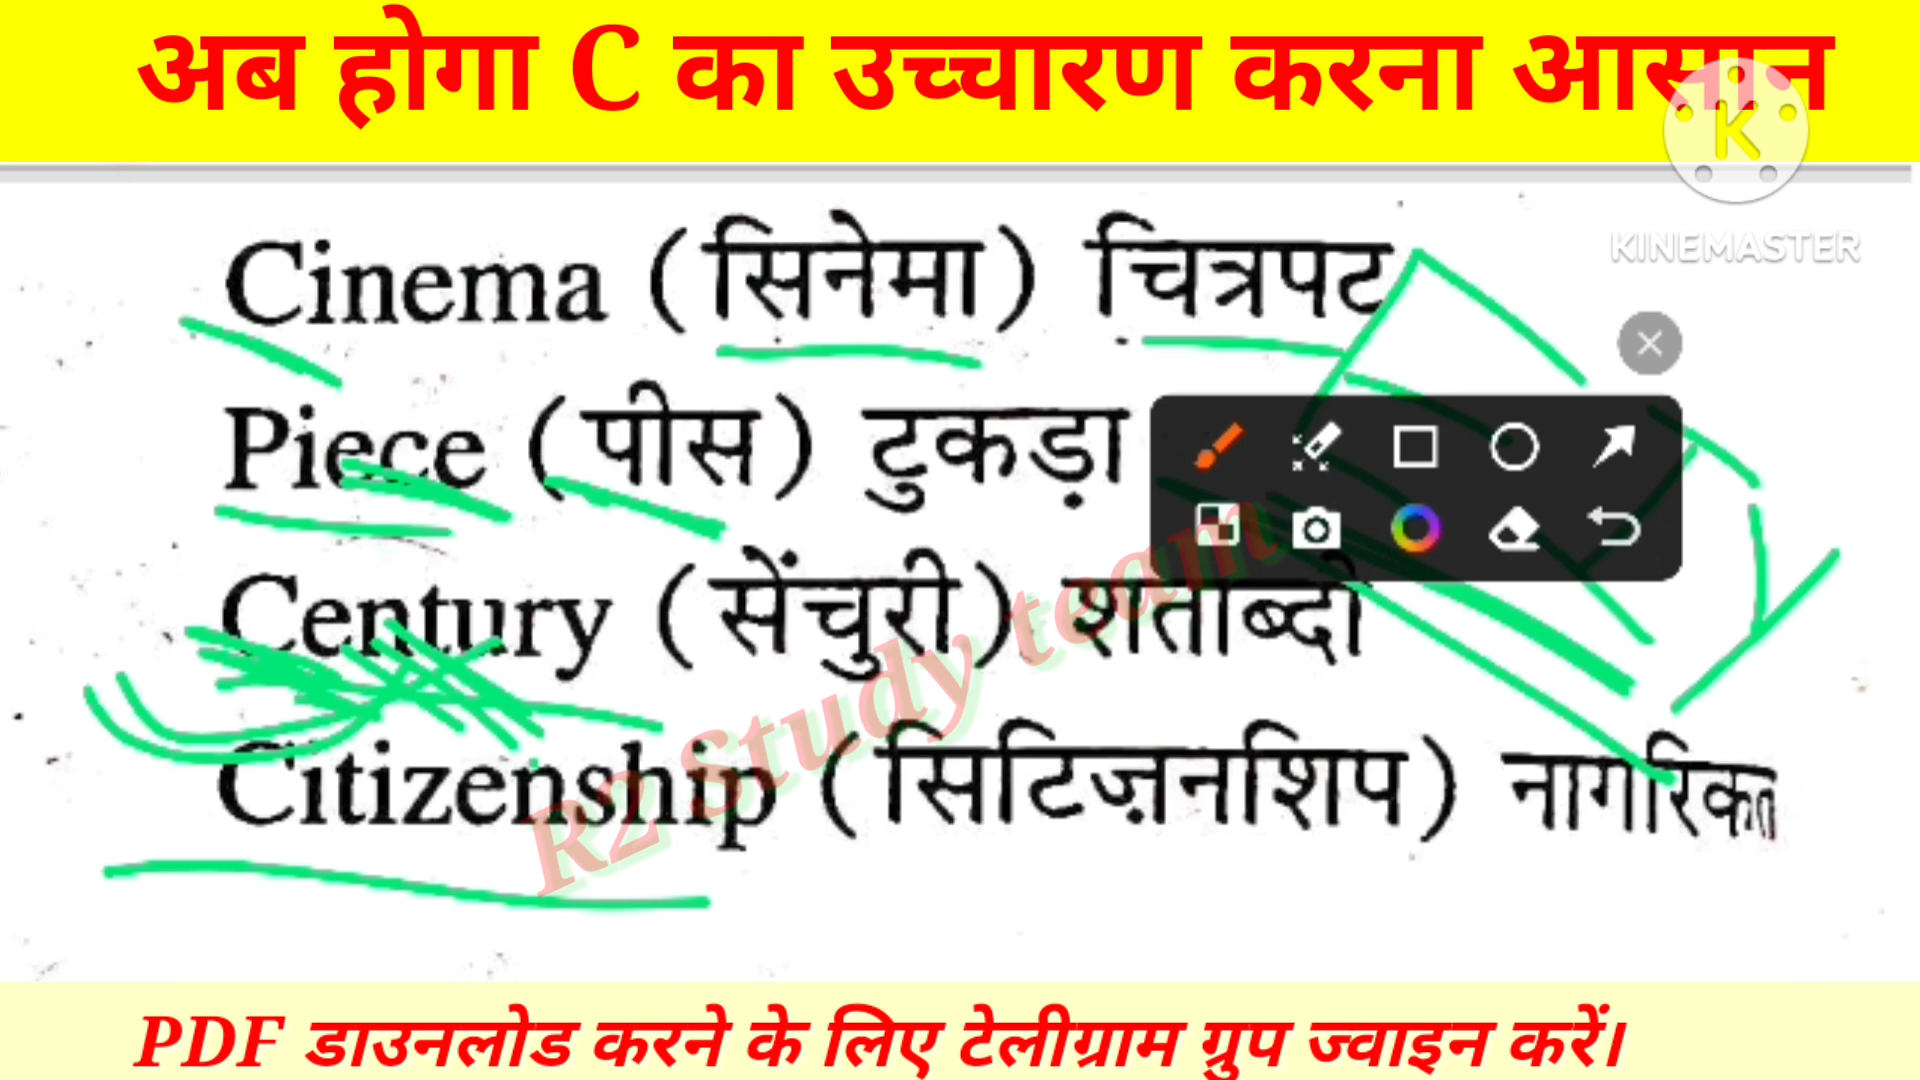 अब होगा C का उच्चारण करना आसान
KINEMASTER
Cinema (सिनेमा) चित्रपट
Piece (पीस) टुकड़ा
Century (सेंचुरी) शताब्दी
Citizenship (सिटिज़नशिप) नागरिकता
R2 Study team
PDF डाउनलोड करने के लिए टेलीग्राम ग्रुप ज्वाइन करें।